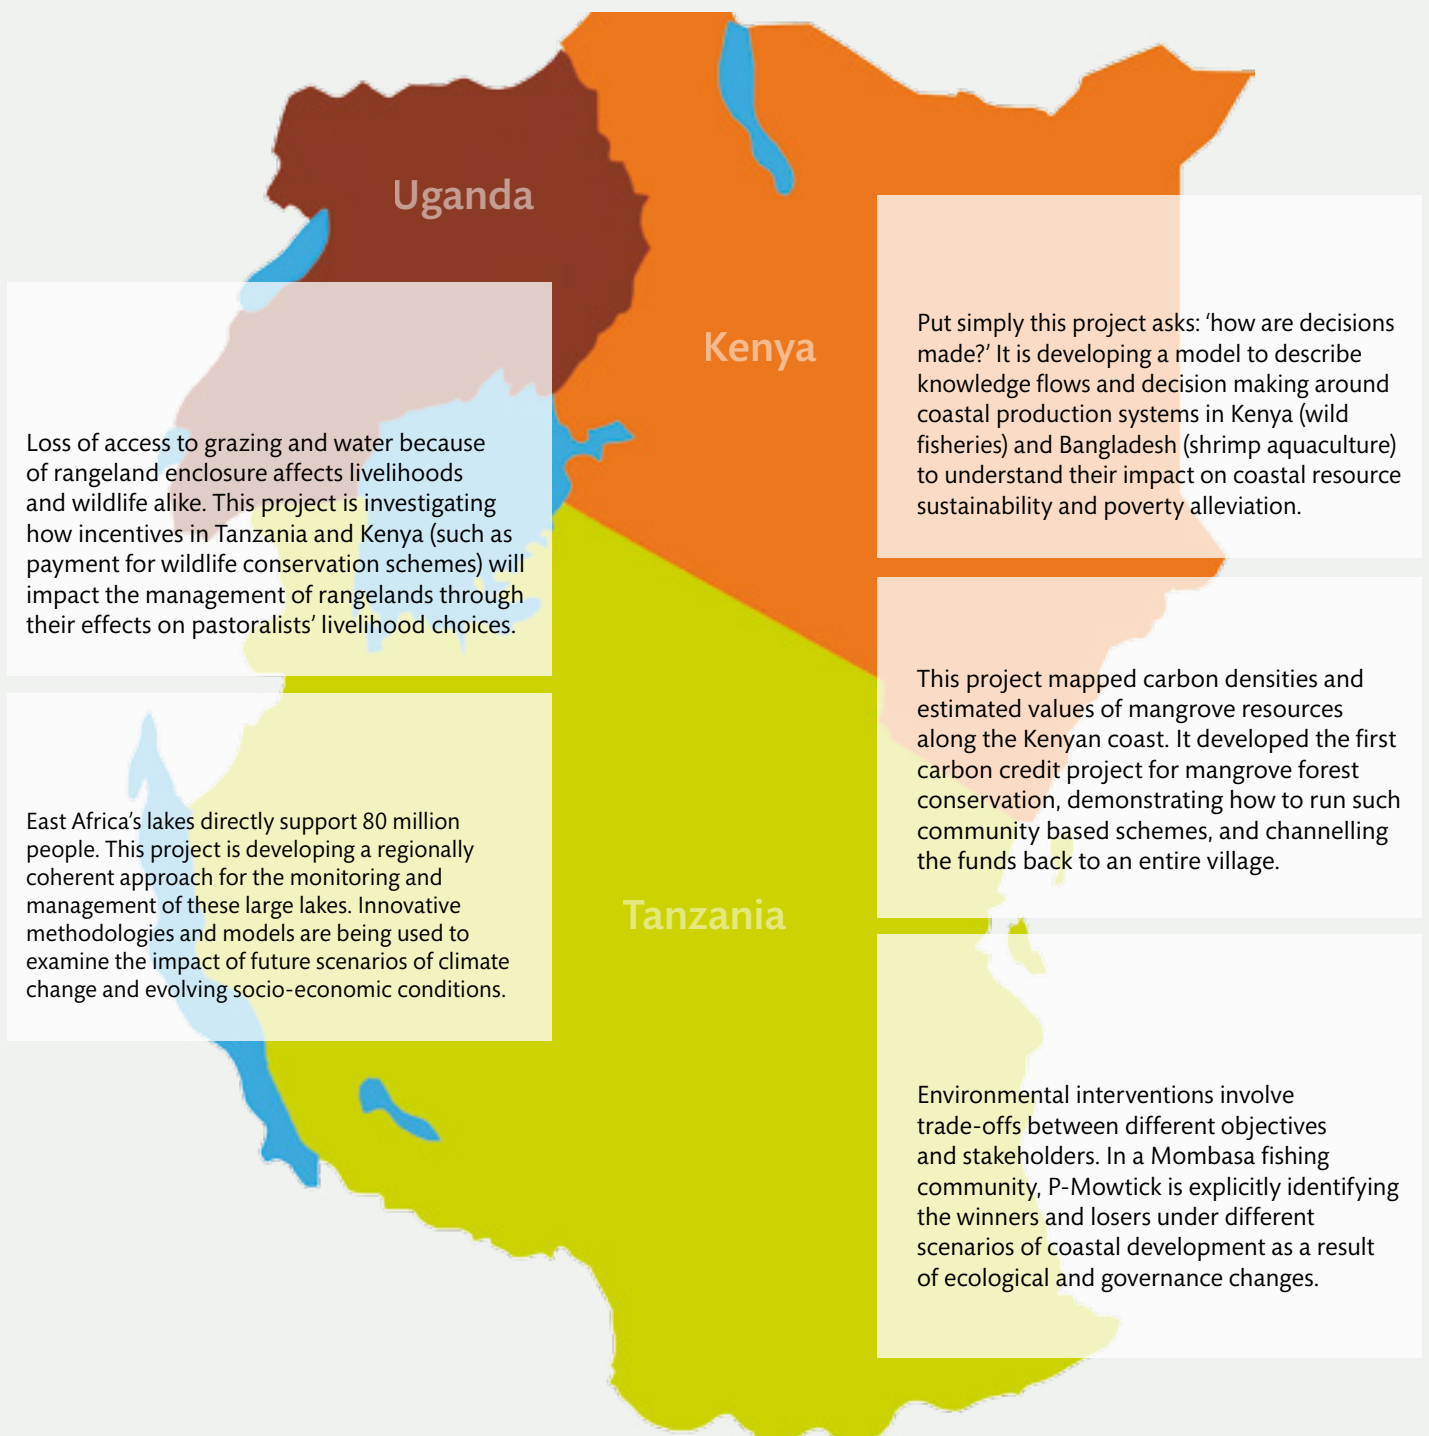 Uganda
Kenya
Tanzania
Loss of access to grazing and water because
of rangeland enclosure affects livelihoods
and wildlife alike. This project is investigating
how incentives in Tanzania and Kenya (such as
payment for wildlife conservation schemes) will
impact the management of rangelands through
their effects on pastoralists’ livelihood choices.
East Africa’s lakes directly support 80 million
people. This project is developing a regionally
coherent approach for the monitoring and
management of these large lakes. Innovative
methodologies and models are being used to
examine the impact of future scenarios of climate
change and evolving socio-economic conditions.
Put simply this project asks: ‘how are decisions
made?’ It is developing a model to describe
knowledge flows and decision making around
coastal production systems in Kenya (wild
fisheries) and Bangladesh (shrimp aquaculture)
to understand their impact on coastal resource
sustainability and poverty alleviation.
This project mapped carbon densities and
estimated values of mangrove resources
along the Kenyan coast. It developed the first
carbon credit project for mangrove forest
conservation, demonstrating how to run such
community based schemes, and channelling
the funds back to an entire village.
Environmental interventions involve
trade-offs between different objectives
and stakeholders. In a Mombasa fishing
community, P-Mowtick is explicitly identifying
the winners and losers under different
scenarios of coastal development as a result
of ecological and governance changes.